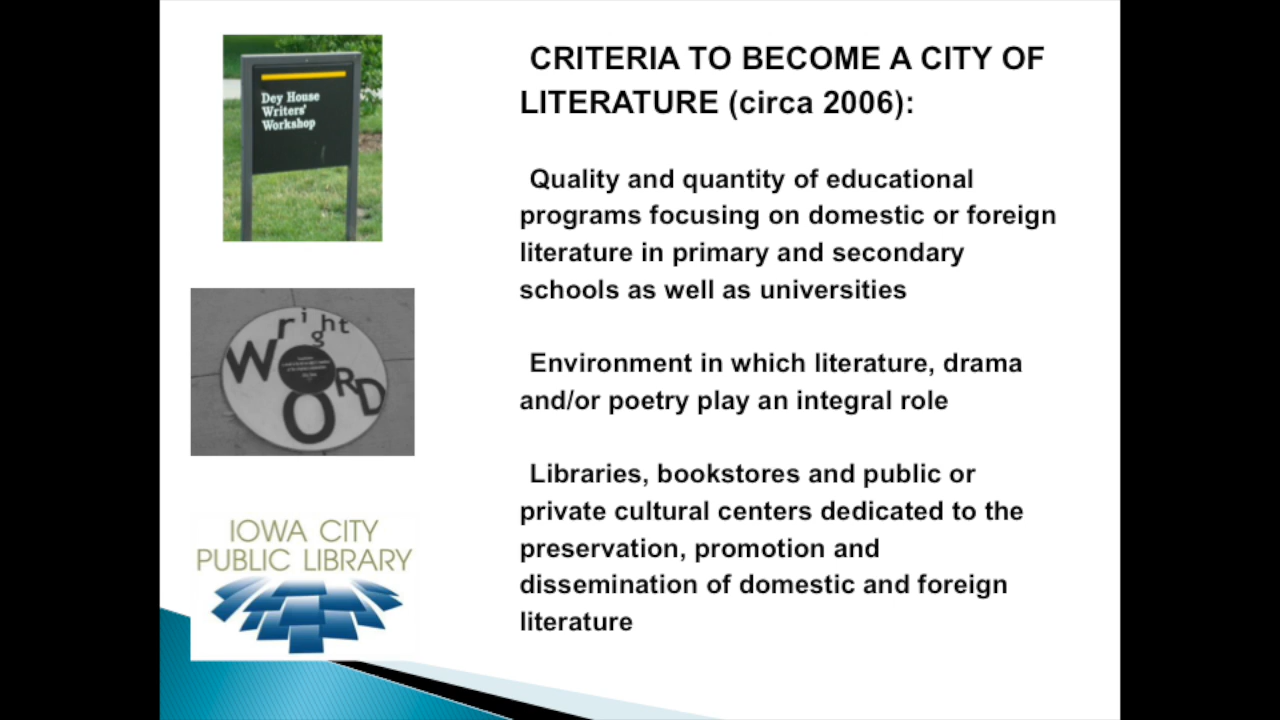 Dey House
Writers'
Workshop
wright
WORD
IOWA CITY
PUBLIC LIBRARY
CRITERIA TO BECOME A CITY OF
LITERATURE (circa 2006):
Quality and quantity of educational
programs focusing on domestic or foreign
literature in primary and secondary
schools as well as universities
Environment in which literature, drama
and/or poetry play an integral role
Libraries, bookstores and public or
private cultural centers dedicated to the
preservation, promotion and
dissemination of domestic and foreign
literature